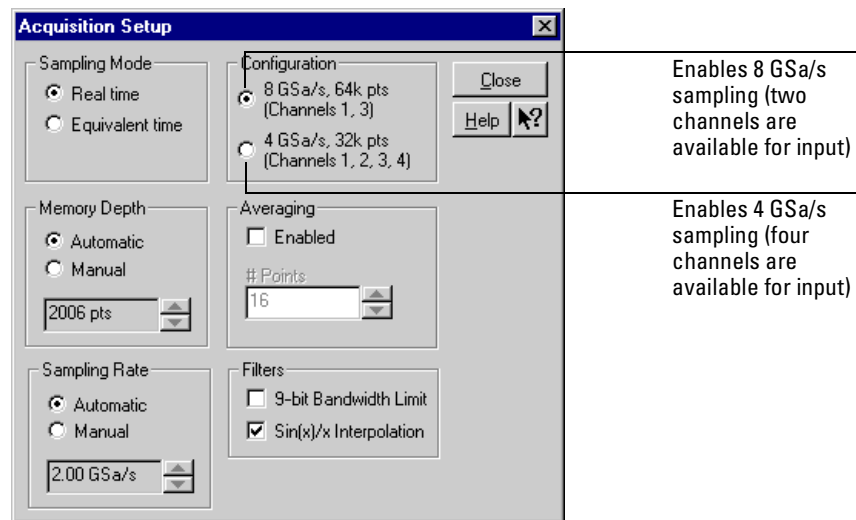 Acquisition Setup
Sampling Mode
Real time
Equivalent time
Configuration
8 GSa/s, 64k pts
(Channels 1, 3)
4 GSa/s, 32k pts
(Channels 1, 2, 3, 4)
Close
Help
?
Memory Depth
Automatic
Manual
2006 pts
Averaging
Enabled
# Points
16
Sampling Rate
Automatic
Manual
2.00 GSa/s
Filters
9-bit Bandwidth Limit
Sin(x)/x Interpolation
Enables 8 GSa/s
sampling (two
channels are
available for input)
Enables 4 GSa/s
sampling (four
channels are
available for input)